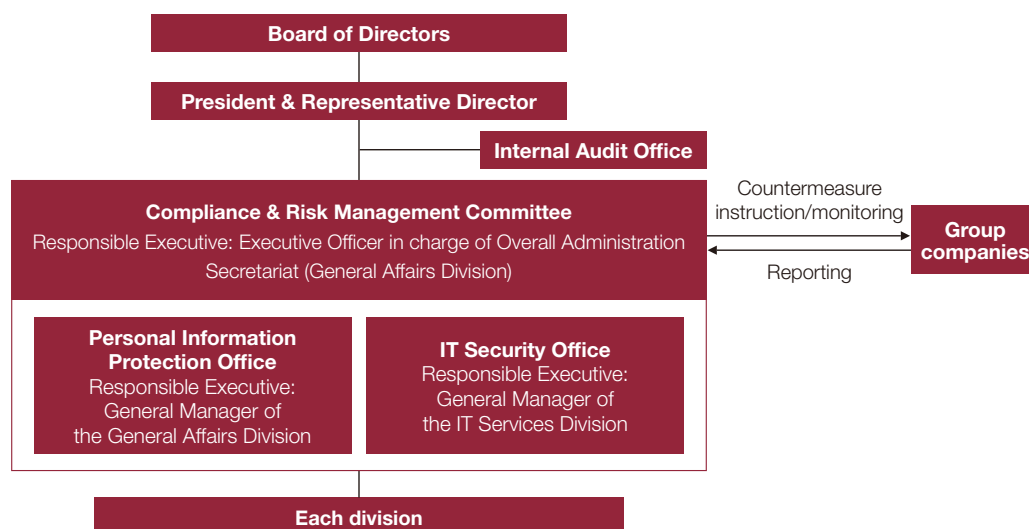 Board of Directors
President & Representative Director
Internal Audit Office
Compliance & Risk Management Committee
Responsible Executive: Executive Officer in charge of Overall Administration
Secretariat (General Affairs Division)
Countermeasure
instruction/monitoring
Reporting
Group
companies
Personal Information
Protection Office
Responsible Executive:
General Manager of
the General Affairs Division
IT Security Office
Responsible Executive:
General Manager of
the IT Services Division
Each division